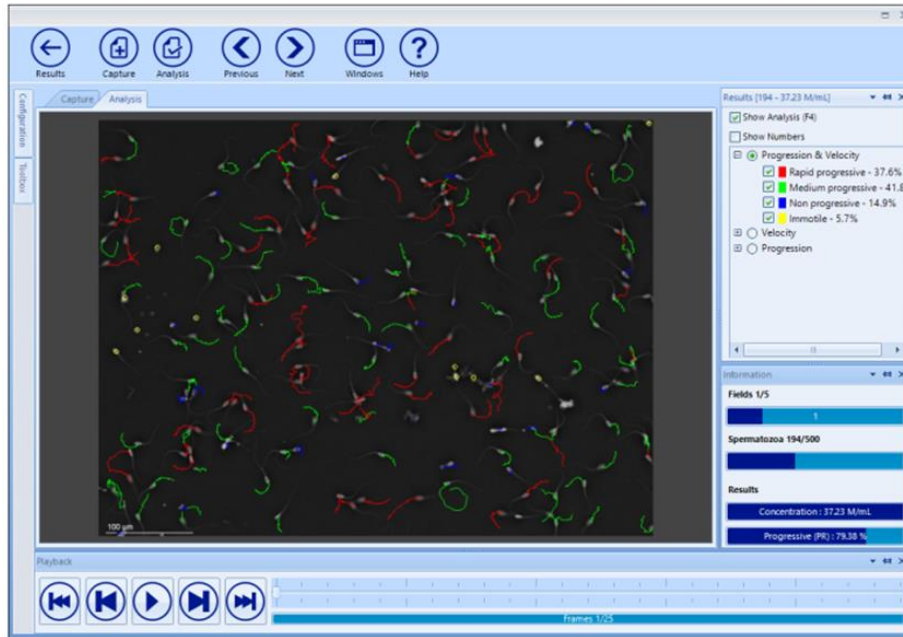 Results
Capture
Analysis
Previous
Next
Windows
Help
Configuration
Toolbox
Capture
Analysis
100 µm
Results [194 - 37.23 M/mL]
Show Analysis (F4)
Show Numbers
Progression & Velocity
Rapid progressive - 37.6%
Medium progressive - 41.8
Non progressive - 14.9%
Immotile - 5.7%
Velocity
Progression
Information
Fields 1/5
1
Spermatozoa 194/500
Results
Concentration : 37.23 M/mL
Progressive (PR) : 79.38 %
Playback
Frames 1/25